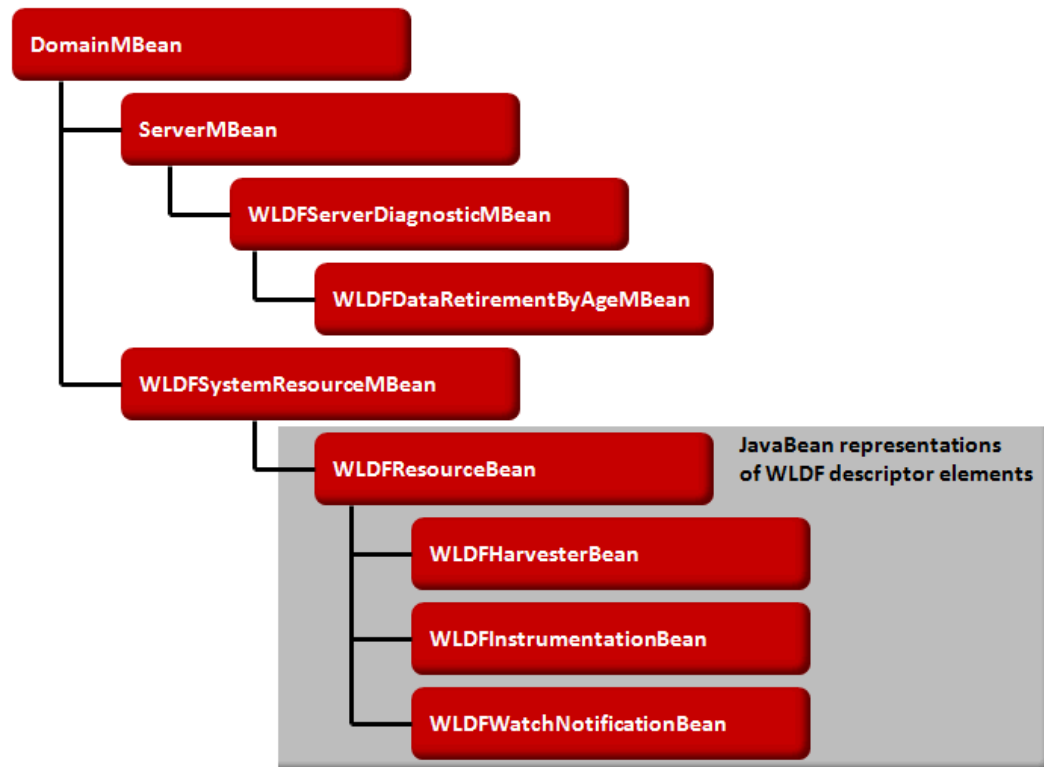 DomainMBean
ServerMBean
WLDFServerDiagnosticMBean
WLDFDataRetirementByAgeMBean
WLDFSystemResourceMBean
WLDFResourceBean
JavaBean representations
of WLDF descriptor elements
WLDFHarvesterBean
WLDFInstrumentationBean
WLDFWatchNotificationBean